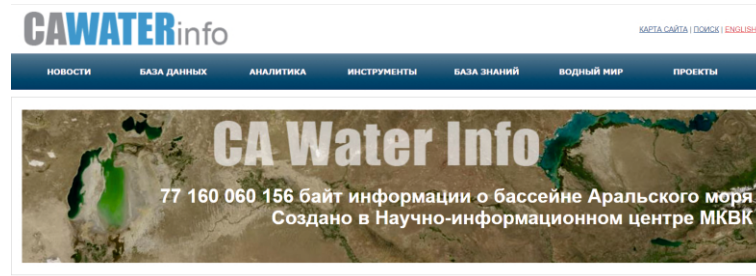 CAWATERinfo
КАРТА САЙТА | ПОИСК | ENGLISH
НОВОСТИ БАЗА ДАННЫХ АНАЛИТИКА ИНСТРУМЕНТЫ БАЗА ЗНАНИЙ ВОДНЫЙ МИР ПРОЕКТЫ
CA Water Info
77 160 060 156 байт информации о бассейне Аральского моря
Создано в Научно-информационном центре МКВК